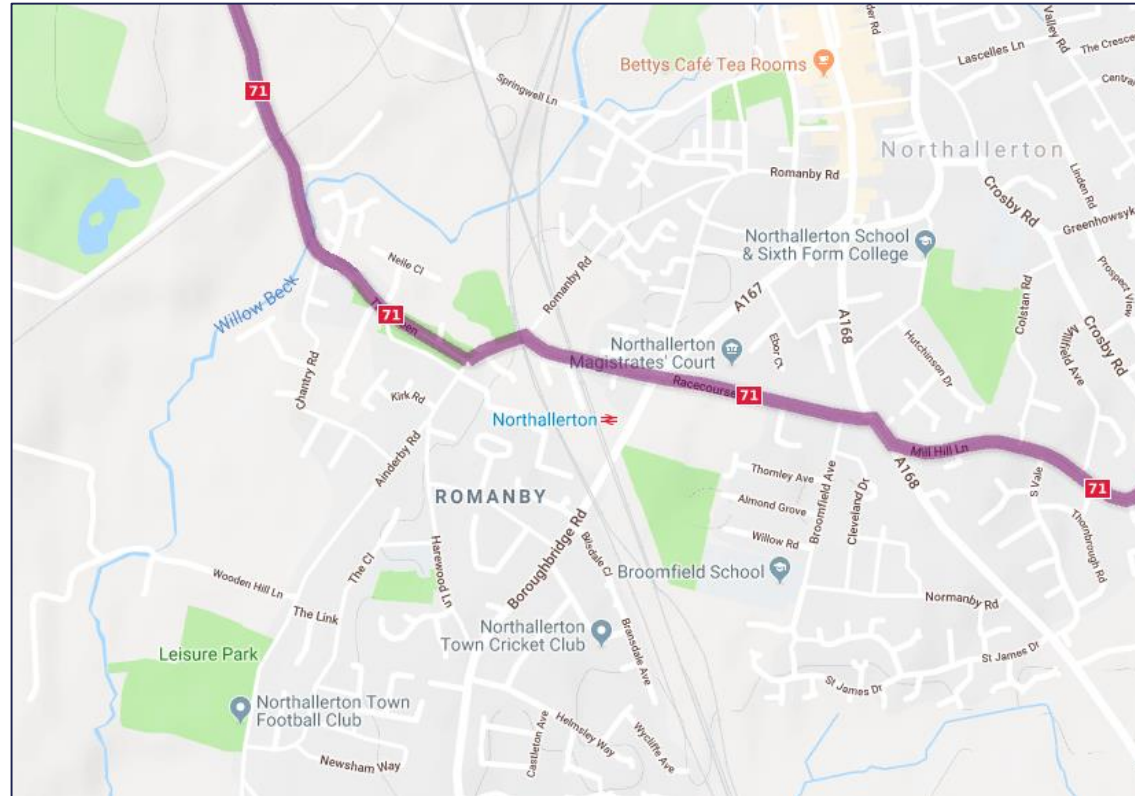 Valley Rd
The Crescent
Lascelles Ln
Bettys Café Tea Rooms
Springwell Ln
71
Northallerton
Romanby Rd
Crosby Rd
Linden Rd
Greenhowsyk
Northallerton School
& Sixth Form College
Prospect View
Neile Cl
Romanby Rd
A167
Willow Beck
71
Colstan Rd
A168
Northallerton
Magistrates' Court
Ebor Ct
Hutchinson Dr
Millfield Ave
Crosby Rd
Chantry Rd
Racecourse
71
Kirk Rd
Northallerton
Mill Hill Ln
A168
Ainderby Rd
Thornley Ave
Broomfield Ave
Cleveland Dr
S Vale
71
ROMANBY
Almond Grove
Boroughbridge Rd
Willow Rd
Thornbrough Rd
Bilsdale Cl
Harewood Ln
The Cl
Broomfield School
Wooden Hill Ln
Normanby Rd
The Link
Northallerton
Town Cricket Club
Bransdale Ave
Leisure Park
St James Dr
St James Dr
Northallerton Town
Football Club
Castleton Ave
Helmsley Way
Wycliffe Ave
Newsham Way